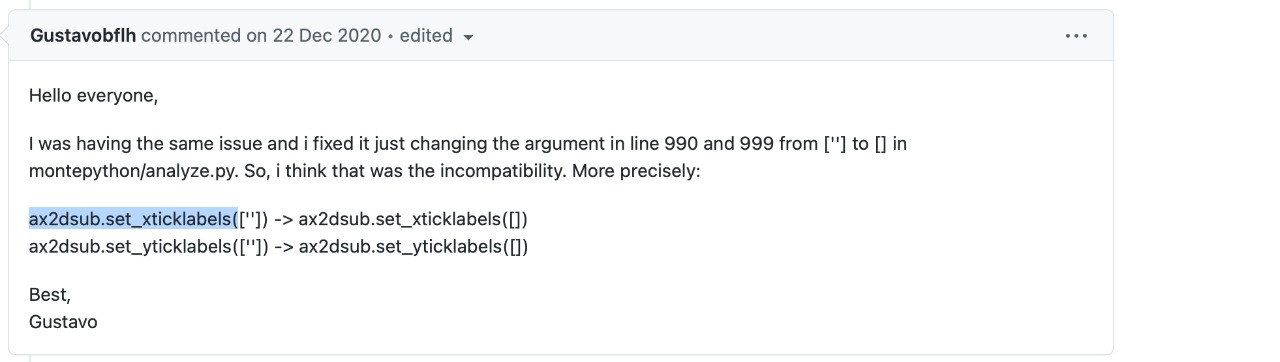 Gustavobflh commented on 22 Dec 2020 • edited
Hello everyone,
I was having the same issue and i fixed it just changing the argument in line 990 and 999 from [''] to [] in
montepython/analyze.py. So, i think that was the incompatibility. More precisely:
ax2dsub.set_xticklabels(['']) -> ax2dsub.set_xticklabels([])
ax2dsub.set_yticklabels(['']) -> ax2dsub.set_yticklabels([])
Best,
Gustavo